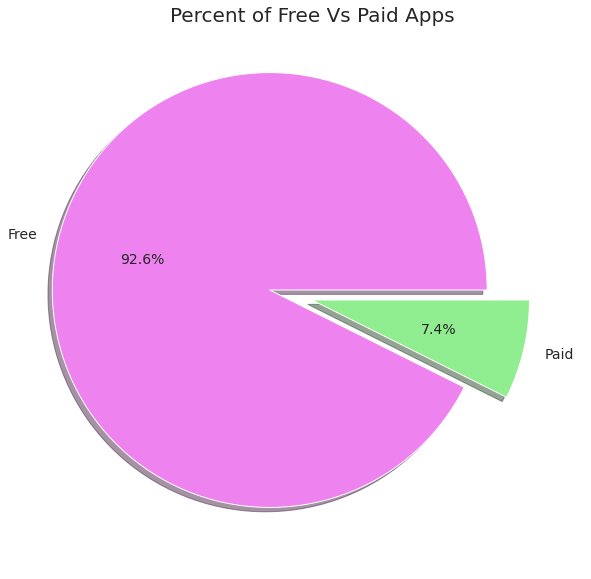 Percent of Free Vs Paid Apps
Free
92.6%
7.4%
Paid